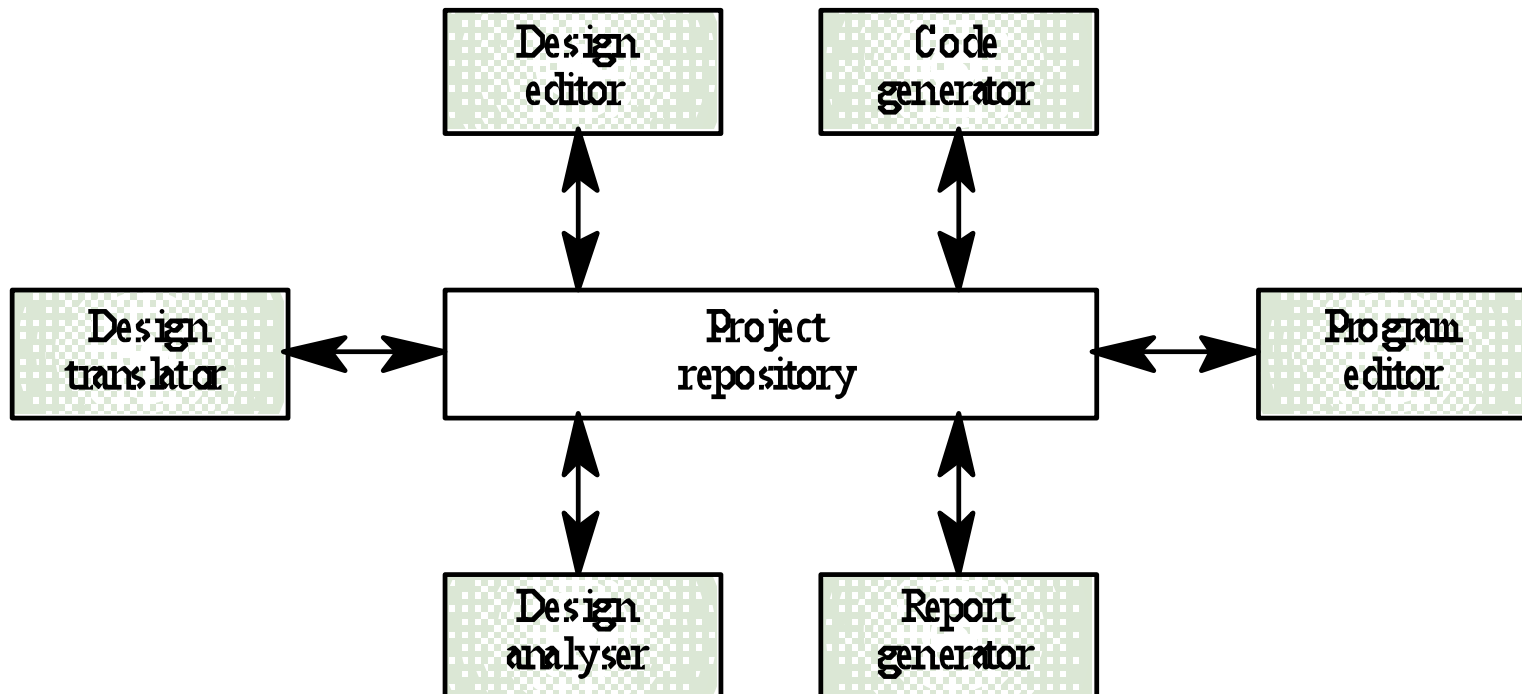 Design
editor
Code
generator
Design
translator
Project
repository
Program
editor
Design
analyser
Report
generator